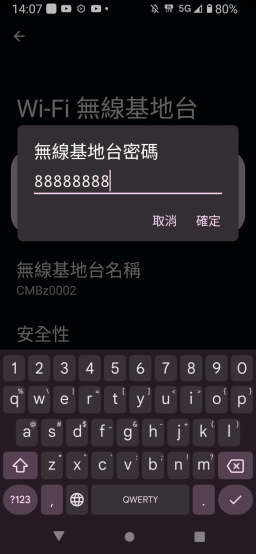 14:07 5G 80%
Wi-Fi 無線基地台
無線基地台密碼
88888888
取消 確定
無線基地台名稱
CMBz0002
安全性
1 2 3 4 5 6 7 8 9 0
q w e r t y u i o p
a s d f g h j k l
z x c v b n m
?123 , QWERTY .